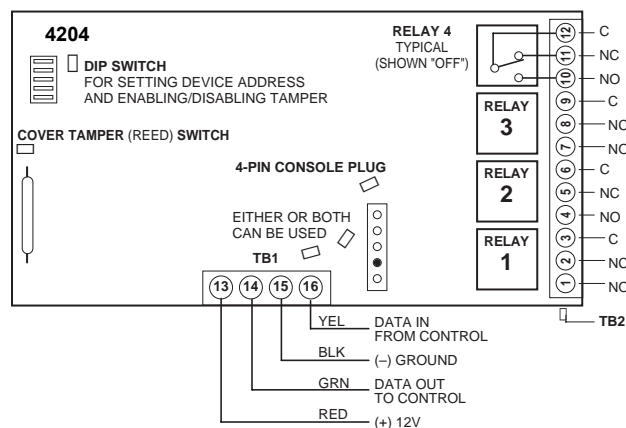 4204
DIP SWITCH
FOR SETTING DEVICE ADDRESS
AND ENABLING/DISABLING TAMPER
COVER TAMPER (REED) SWITCH
4-PIN CONSOLE PLUG
EITHER OR BOTH
CAN BE USED
TB1
13 14 15 16
RELAY 4
TYPICAL
(SHOWN "OFF")
RELAY
3
RELAY
2
RELAY
1
12 C
11 NC
10 NO
9 C
8 NC
7 NO
6 C
5 NC
4 NO
3 C
2 NC
1 NO
TB2
YEL DATA IN
FROM CONTROL
BLK (–) GROUND
GRN DATA OUT
TO CONTROL
RED (+) 12V